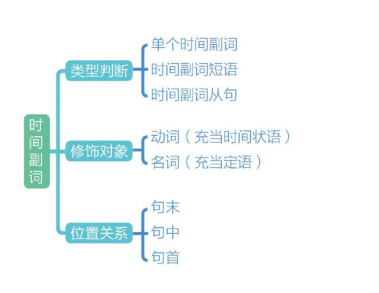 时间副词
类型判断
单个时间副词
时间副词短语
时间副词从句
修饰对象
动词（充当时间状语）
名词（充当定语）
位置关系
句末
句中
句首